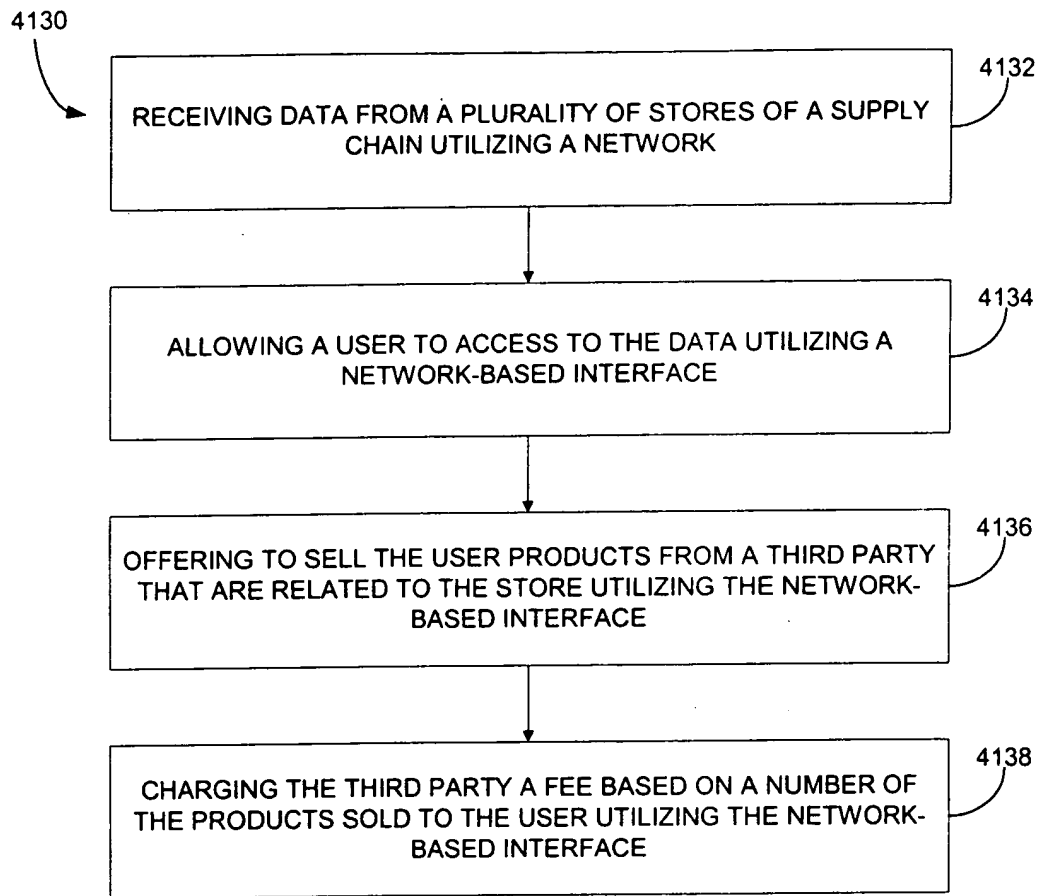 4130
4132
RECEIVING DATA FROM A PLURALITY OF STORES OF A SUPPLY
CHAIN UTILIZING A NETWORK
4134
ALLOWING A USER TO ACCESS TO THE DATA UTILIZING A
NETWORK-BASED INTERFACE
4136
OFFERING TO SELL THE USER PRODUCTS FROM A THIRD PARTY
THAT ARE RELATED TO THE STORE UTILIZING THE NETWORK-
BASED INTERFACE
4138
CHARGING THE THIRD PARTY A FEE BASED ON A NUMBER OF
THE PRODUCTS SOLD TO THE USER UTILIZING THE NETWORK-
BASED INTERFACE